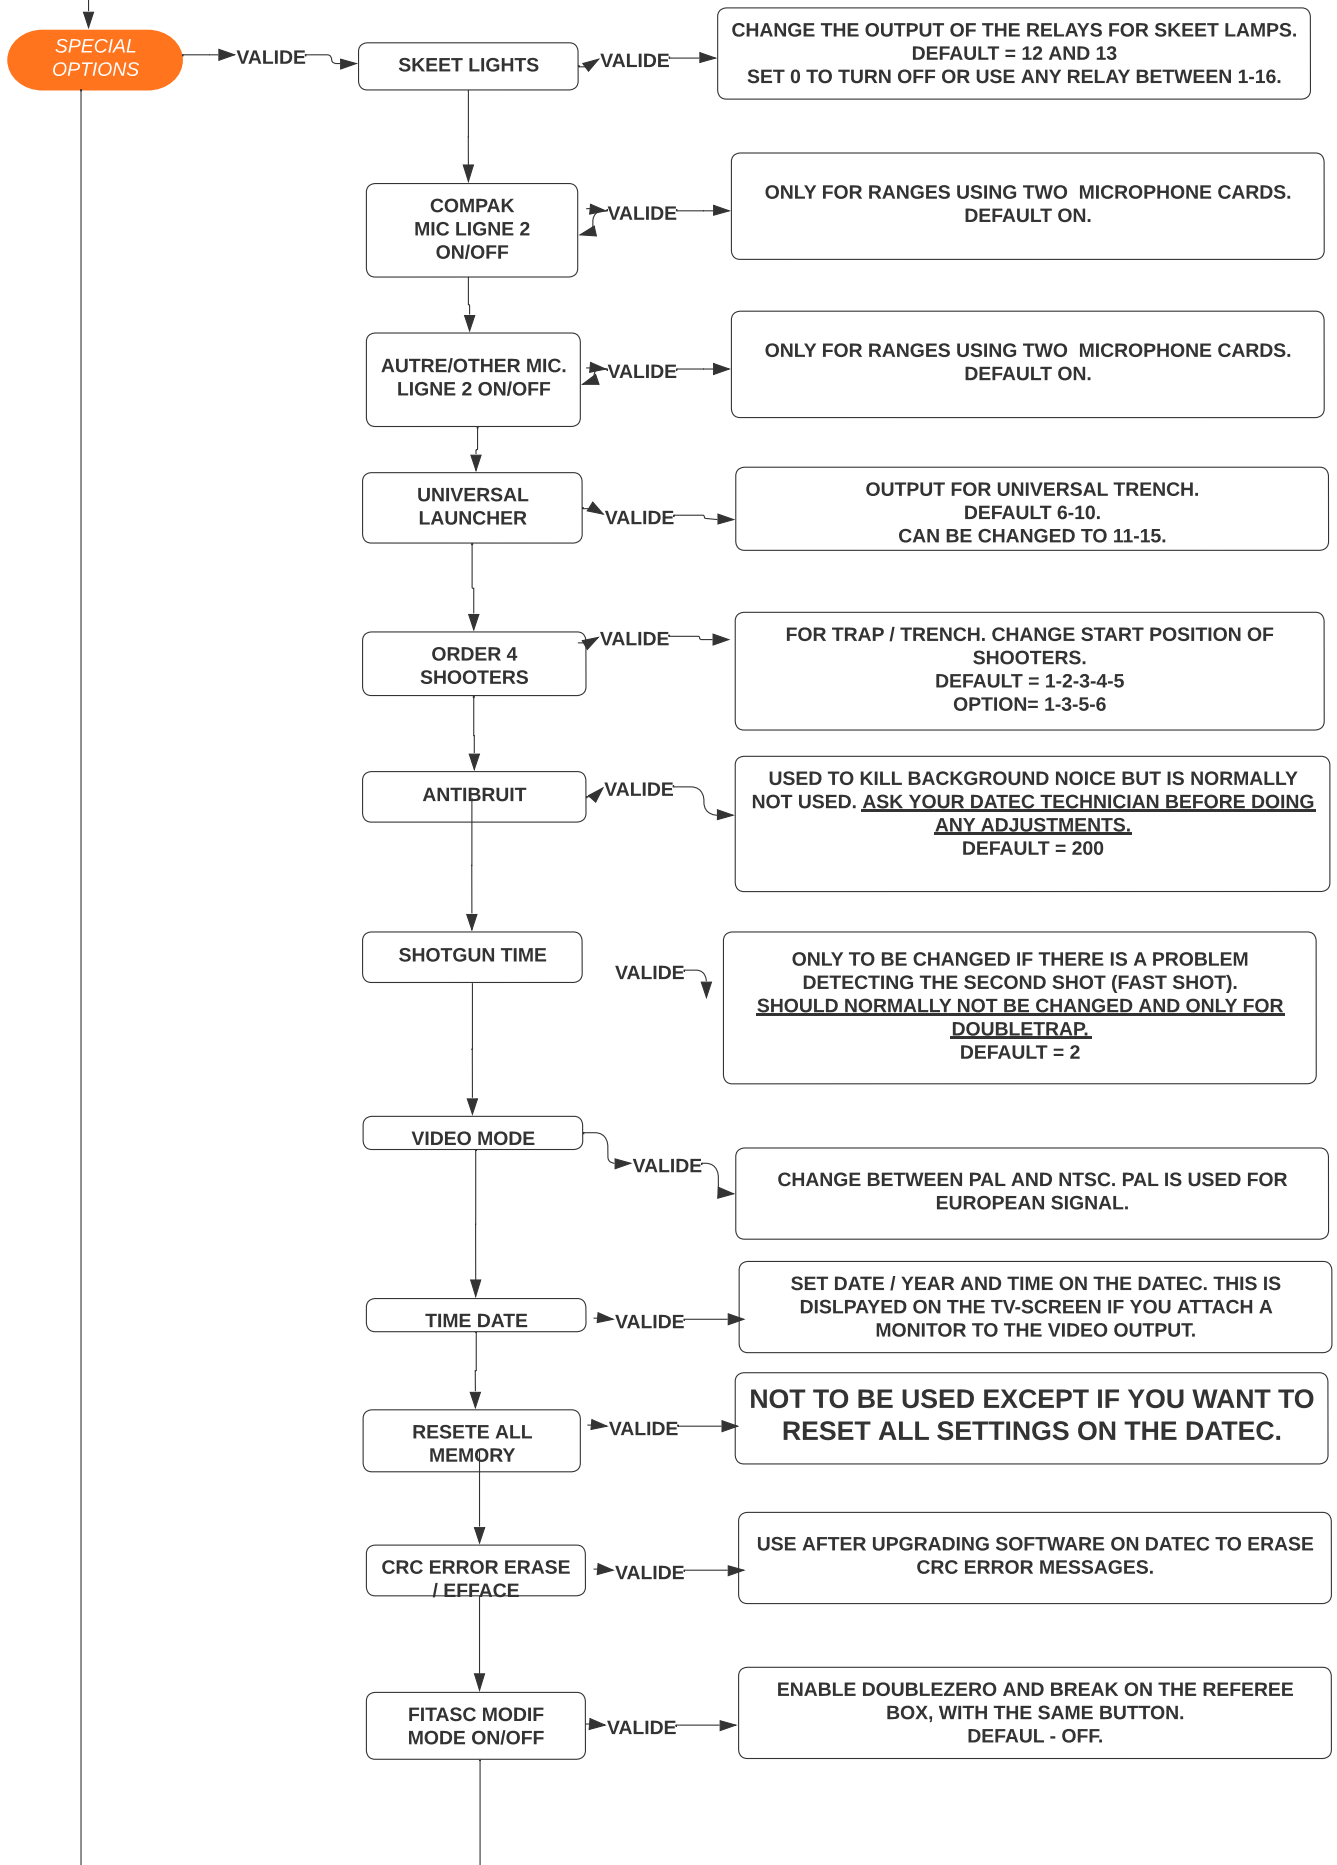 SPECIAL
OPTIONS
VALIDE
SKEET LIGHTS
VALIDE
CHANGE THE OUTPUT OF THE RELAYS FOR SKEET LAMPS.
DEFAULT = 12 AND 13
SET 0 TO TURN OFF OR USE ANY RELAY BETWEEN 1-16.
COMPAK
MIC LIGNE 2
ON/OFF
VALIDE
ONLY FOR RANGES USING TWO  MICROPHONE CARDS.
DEFAULT ON.
AUTRE/OTHER MIC.
LIGNE 2 ON/OFF
VALIDE
ONLY FOR RANGES USING TWO  MICROPHONE CARDS.
DEFAULT ON.
UNIVERSAL
LAUNCHER
VALIDE
OUTPUT FOR UNIVERSAL TRENCH.
DEFAULT 6-10.
CAN BE CHANGED TO 11-15.
ORDER 4
SHOOTERS
VALIDE
FOR TRAP / TRENCH. CHANGE START POSITION OF
SHOOTERS.
DEFAULT = 1-2-3-4-5
OPTION= 1-3-5-6
ANTIBRUIT
VALIDE
USED TO KILL BACKGROUND NOICE BUT IS NORMALLY
NOT USED. ASK YOUR DATEC TECHNICIAN BEFORE DOING
ANY ADJUSTMENTS.
DEFAULT = 200
SHOTGUN TIME
VALIDE
ONLY TO BE CHANGED IF THERE IS A PROBLEM
DETECTING THE SECOND SHOT (FAST SHOT).
SHOULD NORMALLY NOT BE CHANGED AND ONLY FOR
DOUBLETRAP.
DEFAULT = 2
VIDEO MODE
VALIDE
CHANGE BETWEEN PAL AND NTSC. PAL IS USED FOR
EUROPEAN SIGNAL.
TIME DATE
VALIDE
SET DATE / YEAR AND TIME ON THE DATEC. THIS IS
DISLPAYED ON THE TV-SCREEN IF YOU ATTACH A
MONITOR TO THE VIDEO OUTPUT.
RESETE ALL
MEMORY
VALIDE
NOT TO BE USED EXCEPT IF YOU WANT TO
RESET ALL SETTINGS ON THE DATEC.
CRC ERROR ERASE
/ EFFACE
VALIDE
USE AFTER UPGRADING SOFTWARE ON DATEC TO ERASE
CRC ERROR MESSAGES.
FITASC MODIF
MODE ON/OFF
VALIDE
ENABLE DOUBLEZERO AND BREAK ON THE REFEREE
BOX, WITH THE SAME BUTTON.
DEFAUL - OFF.